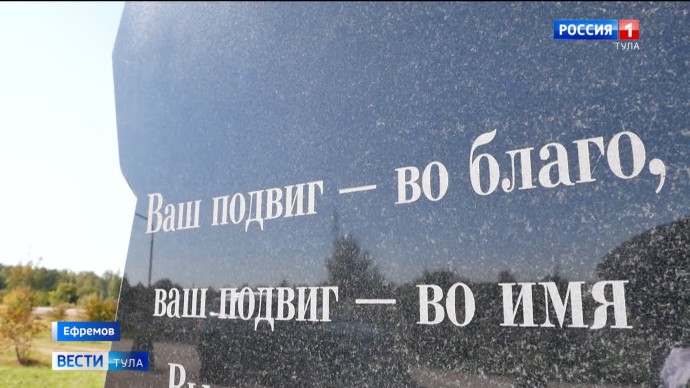 РОССИЯ 1
ТУЛА
Ваш подвиг – во благо,
ваш подвиг – во имя
Ефремов
ВЕСТИ ТУЛА